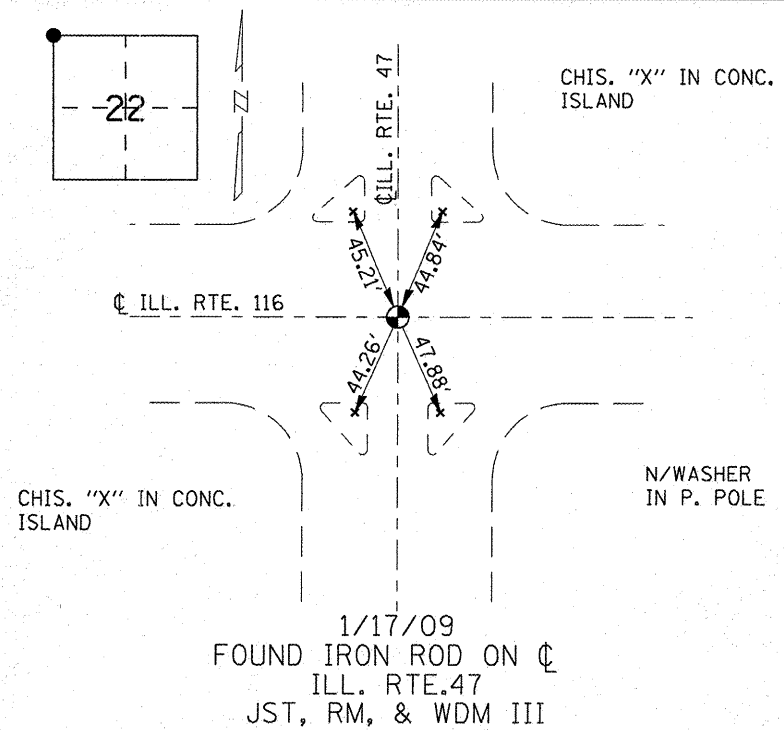 22
N
℄ ILL. RTE. 47
CHIS. "X" IN CONC.
ISLAND
45.21'
44.84'
℄ ILL. RTE. 116
44.26'
47.88'
CHIS. "X" IN CONC.
ISLAND
N/WASHER
IN P. POLE
1/17/09
FOUND IRON ROD ON ℄
ILL. RTE.47
JST, RM, & WDM III